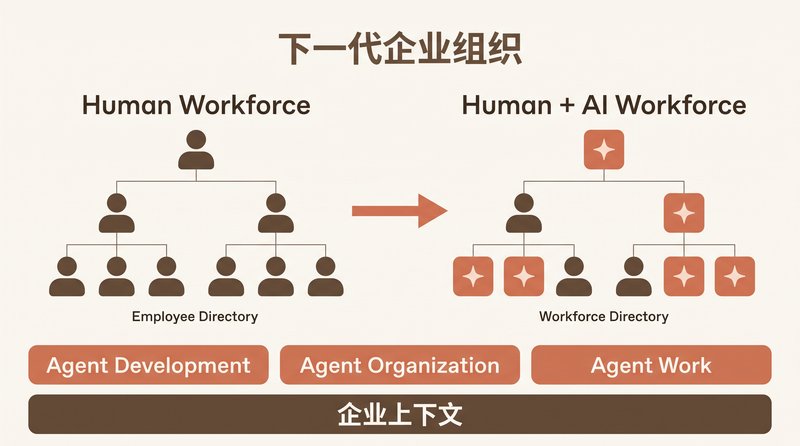 下一代企业组织
Human Workforce
Human + AI Workforce
Employee Directory
Workforce Directory
Agent Development
Agent Organization
Agent Work
企业上下文